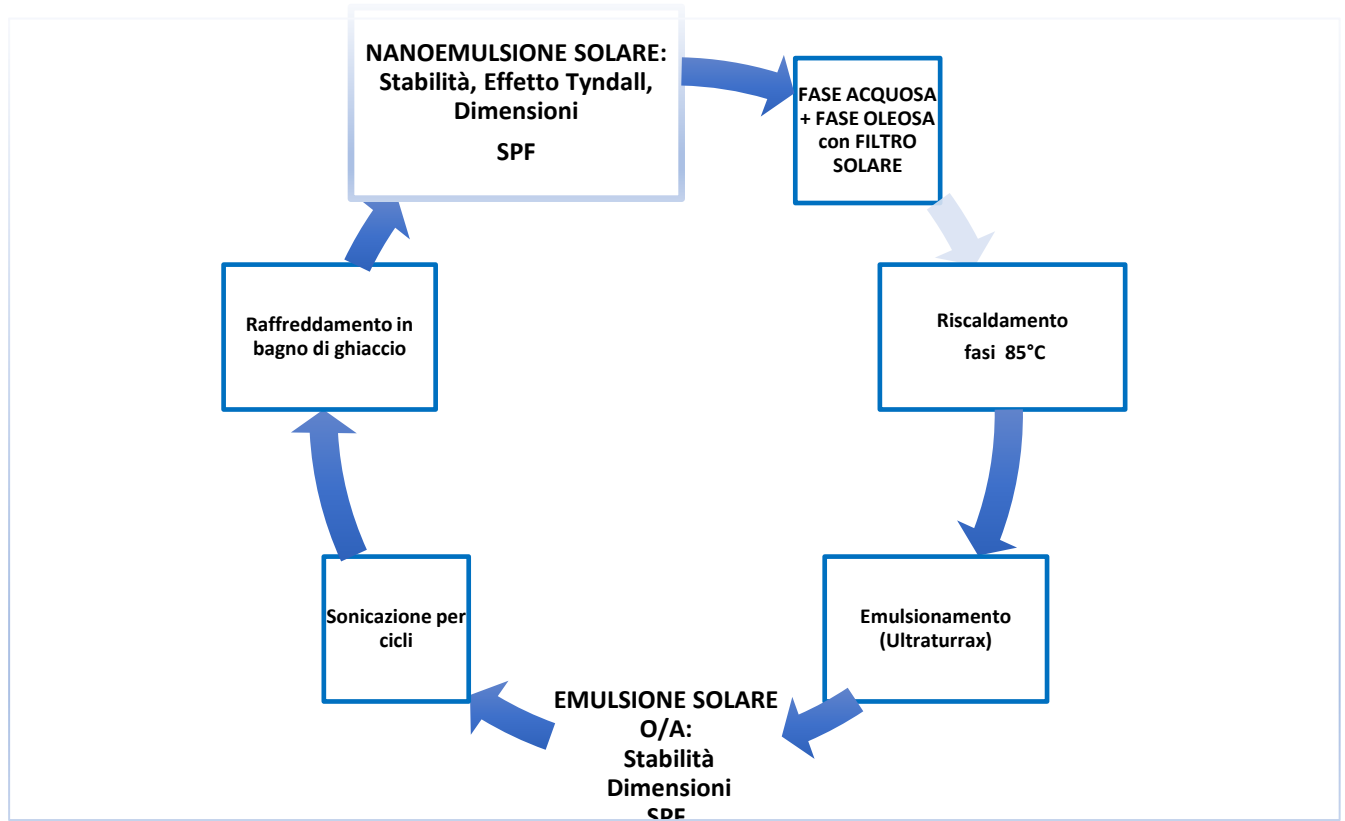 NANOEMULSIONE SOLARE:
Stabilità, Effetto Tyndall,
Dimensioni
SPF
FASE ACQUOSA
+ FASE OLEOSA
con FILTRO
SOLARE
Riscaldamento
fasi 85°C
Emulsionamento
(Ultraturrax)
EMULSIONE SOLARE
O/A:
Stabilità
Dimensioni
SPF
Sonicazione per
cicli
Raffreddamento in
bagno di ghiaccio